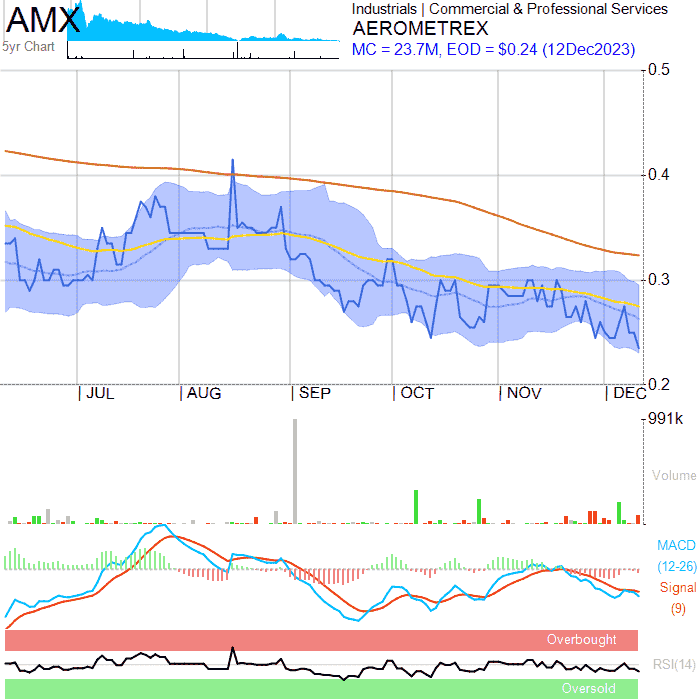 AMX
5yr Chart
Industrials | Commercial & Professional Services
AEROMETREX
MC = 23.7M, EOD = $0.24 (12Dec2023)
0.5
0.4
0.3
0.2
| JUL | AUG | SEP | OCT | NOV | DEC
991k
Volume
MACD
(12-26)
Signal
(9)
Overbought
RSI(14)
Oversold